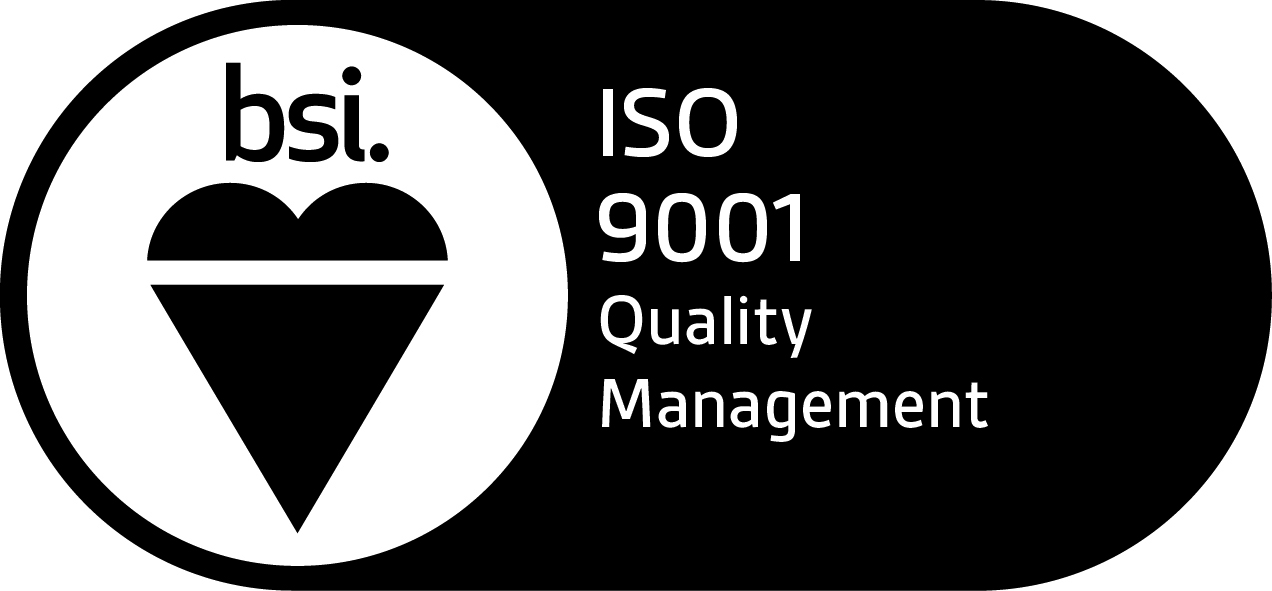 bsi.
ISO
9001
Quality
Management